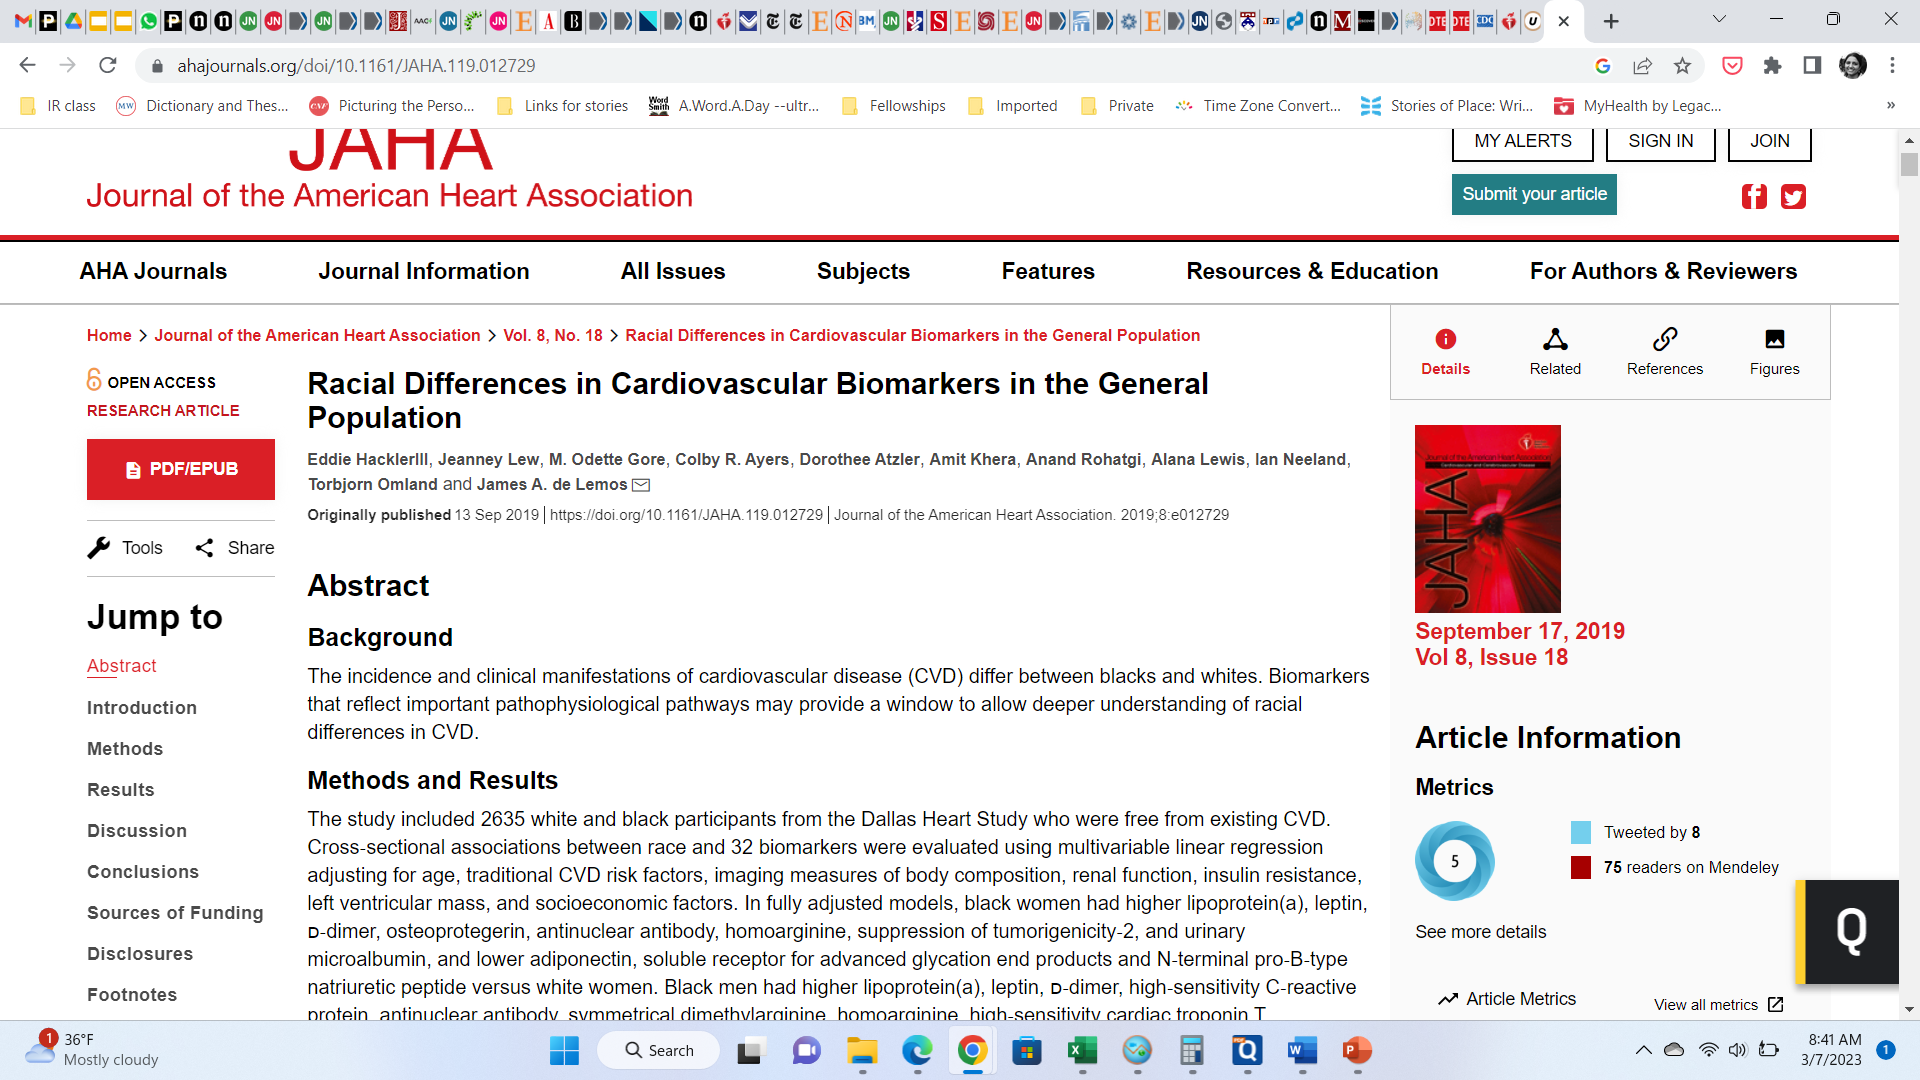 ahajournals.org/doi/10.1161/JAHA.119.012729
IR class
Dictionary and Thes...
Picturing the Perso...
Links for stories
A.Word.A.Day --ultr...
Fellowships
Imported
Private
Time Zone Convert...
Stories of Place: Wri...
MyHealth by Legac...
»
JAHA
Journal of the American Heart Association
MY ALERTS
SIGN IN
JOIN
Submit your article
AHA Journals
Journal Information
All Issues
Subjects
Features
Resources & Education
For Authors & Reviewers
Home > Journal of the American Heart Association > Vol. 8, No. 18 > Racial Differences in Cardiovascular Biomarkers in the General Population
OPEN ACCESS
RESEARCH ARTICLE
PDF/EPUB
Tools
Share
Jump to
Abstract
Introduction
Methods
Results
Discussion
Conclusions
Sources of Funding
Disclosures
Footnotes
Racial Differences in Cardiovascular Biomarkers in the General
Population
Eddie HacklerIII, Jeanney Lew, M. Odette Gore, Colby R. Ayers, Dorothee Atzler, Amit Khera, Anand Rohatgi, Alana Lewis, Ian Neeland,
Torbjorn Omland and James A. de Lemos
Originally published 13 Sep 2019 | https://doi.org/10.1161/JAHA.119.012729 | Journal of the American Heart Association. 2019;8:e012729
Abstract
Background
The incidence and clinical manifestations of cardiovascular disease (CVD) differ between blacks and whites. Biomarkers
that reflect important pathophysiological pathways may provide a window to allow deeper understanding of racial
differences in CVD.
Methods and Results
The study included 2635 white and black participants from the Dallas Heart Study who were free from existing CVD.
Cross-sectional associations between race and 32 biomarkers were evaluated using multivariable linear regression
adjusting for age, traditional CVD risk factors, imaging measures of body composition, renal function, insulin resistance,
left ventricular mass, and socioeconomic factors. In fully adjusted models, black women had higher lipoprotein(a), leptin,
ᴅ-dimer, osteoprotegerin, antinuclear antibody, homoarginine, suppression of tumorigenicity-2, and urinary
microalbumin, and lower adiponectin, soluble receptor for advanced glycation end products and N-terminal pro-B-type
natriuretic peptide versus white women. Black men had higher lipoprotein(a), leptin, ᴅ-dimer, high-sensitivity C-reactive
protein, antinuclear antibody, symmetrical dimethylarginine, homoarginine, high-sensitivity cardiac troponin T
Details
Related
References
Figures
JAHA
September 17, 2019
Vol 8, Issue 18
Article Information
Metrics
5
Tweeted by 8
75 readers on Mendeley
See more details
Article Metrics
View all metrics
Q
1
36°F
Mostly cloudy
Search
8:41 AM
3/7/2023
1